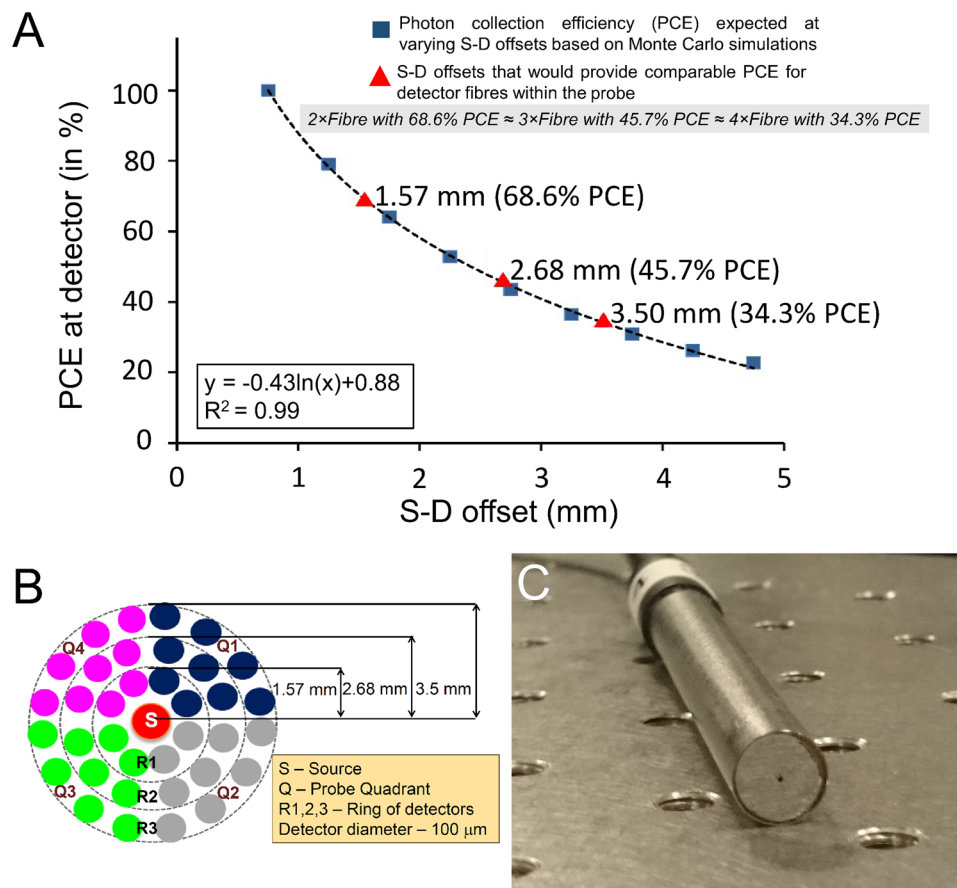 A
Photon collection efficiency (PCE) expected at
varying S-D offsets based on Monte Carlo simulations
S-D offsets that would provide comparable PCE for
detector fibres within the probe
2×Fibre with 68.6% PCE ≈ 3×Fibre with 45.7% PCE ≈ 4×Fibre with 34.3% PCE
PCE at detector (in %)
100
80
60
40
20
0
1.57 mm (68.6% PCE)
2.68 mm (45.7% PCE)
3.50 mm (34.3% PCE)
y = -0.43ln(x)+0.88
R² = 0.99
0 1 2 3 4 5
S-D offset (mm)
B
Q4
Q1
1.57 mm
2.68 mm
3.5 mm
S
R1
Q3
R2
Q2
R3
S – Source
Q – Probe Quadrant
R1,2,3 – Ring of detectors
Detector diameter – 100 µm
C